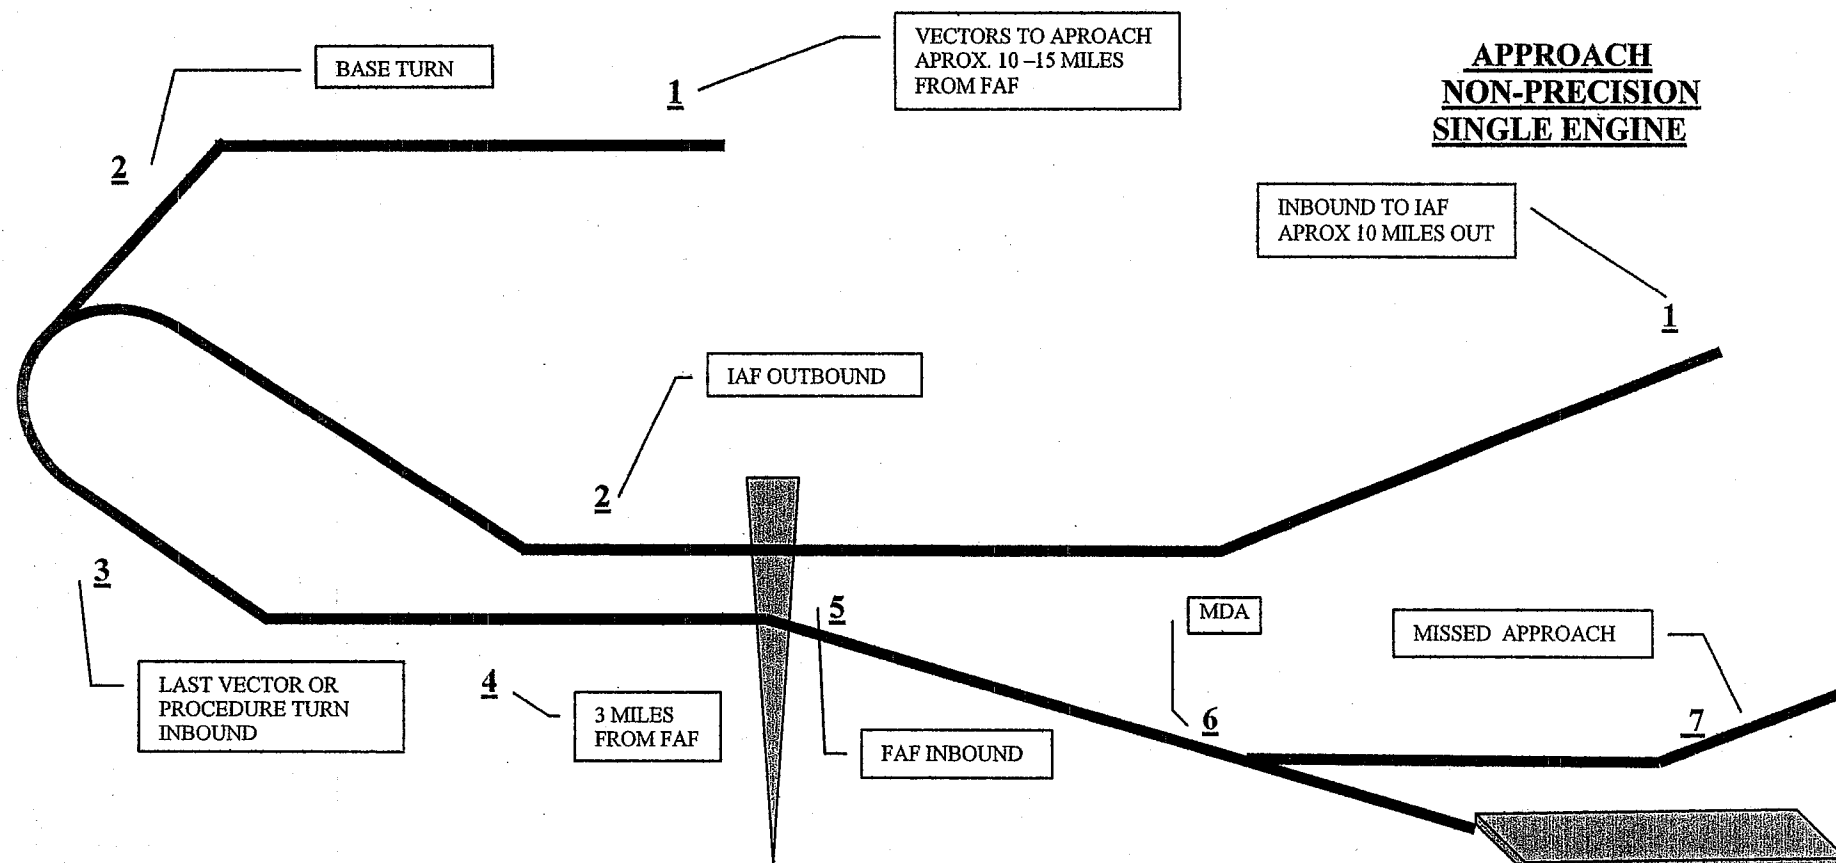 BASE TURN
VECTORS TO APROACH
APROX. 10 –15 MILES
FROM FAF
APPROACH
NON-PRECISION
SINGLE ENGINE
1
2
INBOUND TO IAF
APROX 10 MILES OUT
1
IAF OUTBOUND
2
3
5
MDA
MISSED APPROACH
LAST VECTOR OR
PROCEDURE TURN
INBOUND
4
3 MILES
FROM FAF
6
7
FAF INBOUND